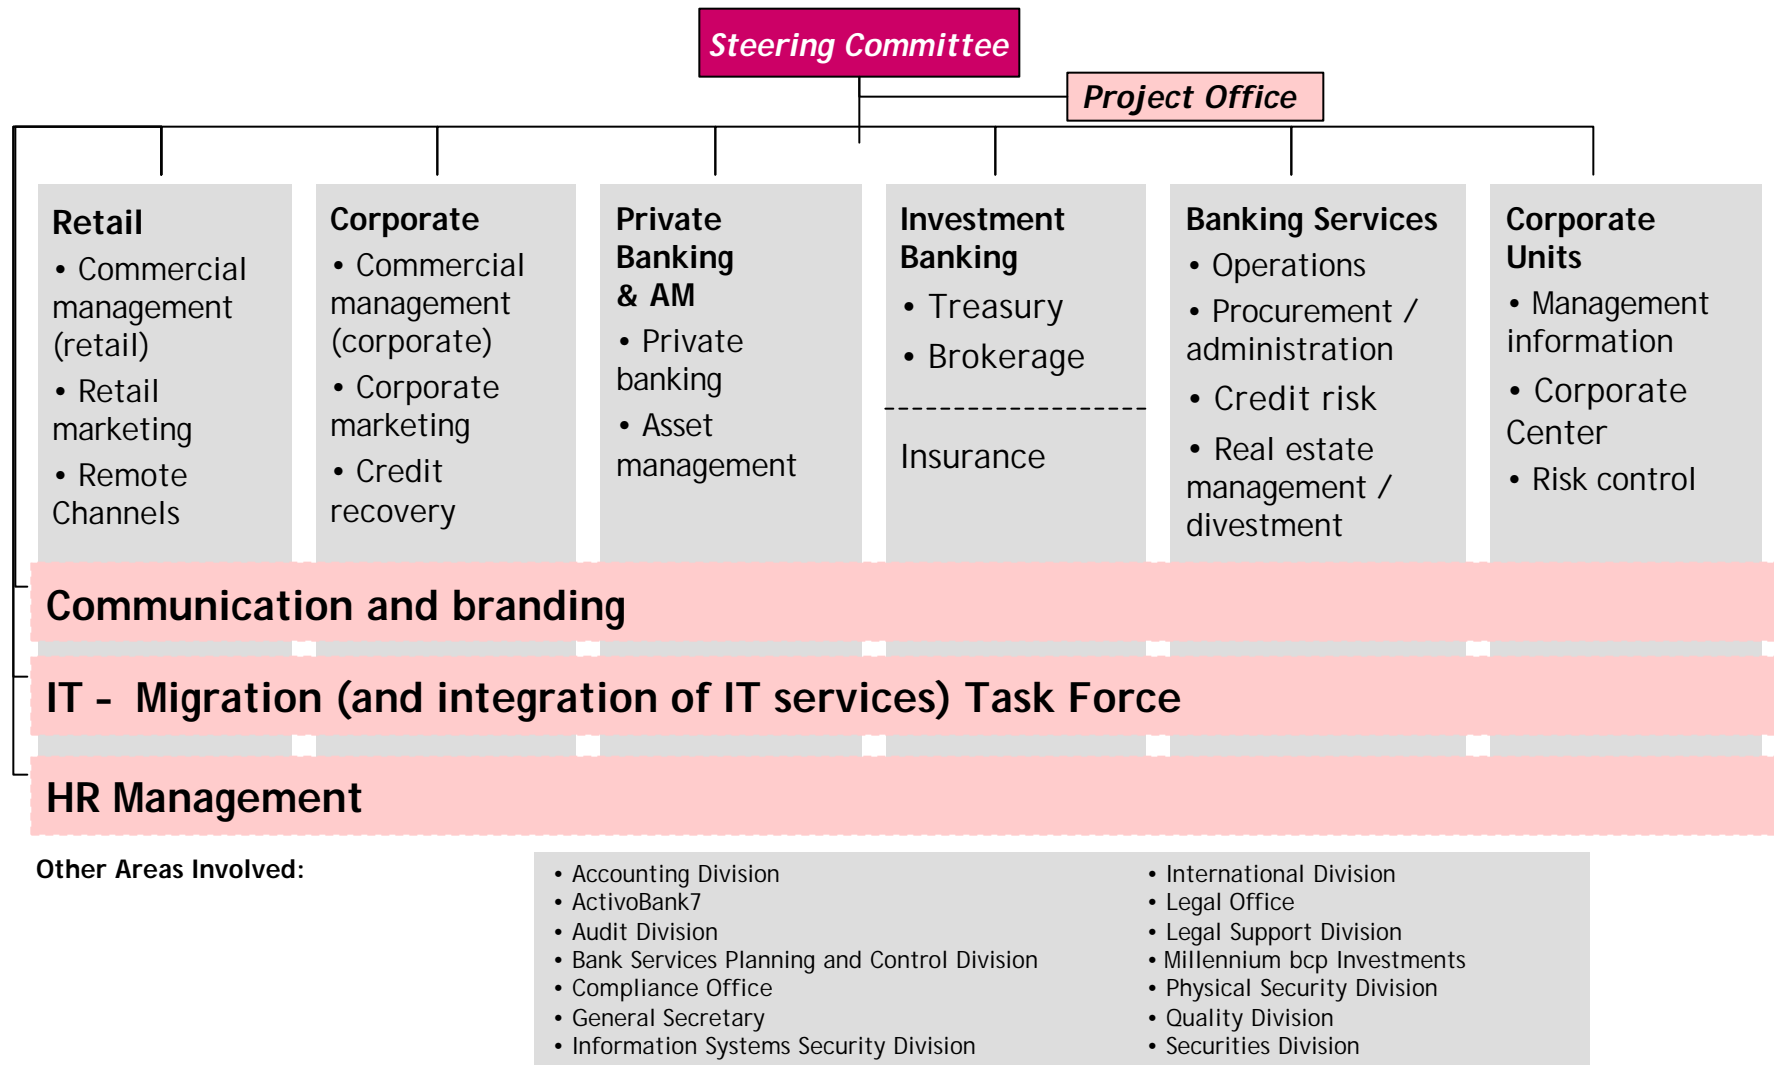 Steering Committee
Project Office
Retail
• Commercial
management
(retail)
• Retail
marketing
• Remote
Channels
Corporate
• Commercial
management
(corporate)
• Corporate
marketing
• Credit
recovery
Private
Banking
& AM
• Private
banking
• Asset
management
Investment
Banking
• Treasury
• Brokerage
Insurance
Banking Services
• Operations
• Procurement /
administration
• Credit risk
• Real estate
management /
divestment
Corporate
Units
• Management
information
• Corporate
Center
• Risk control
Communication and branding
IT - Migration (and integration of IT services) Task Force
HR Management
Other Areas Involved:
• Accounting Division
• ActivoBank7
• Audit Division
• Bank Services Planning and Control Division
• Compliance Office
• General Secretary
• Information Systems Security Division
• International Division
• Legal Office
• Legal Support Division
• Millennium bcp Investments
• Physical Security Division
• Quality Division
• Securities Division